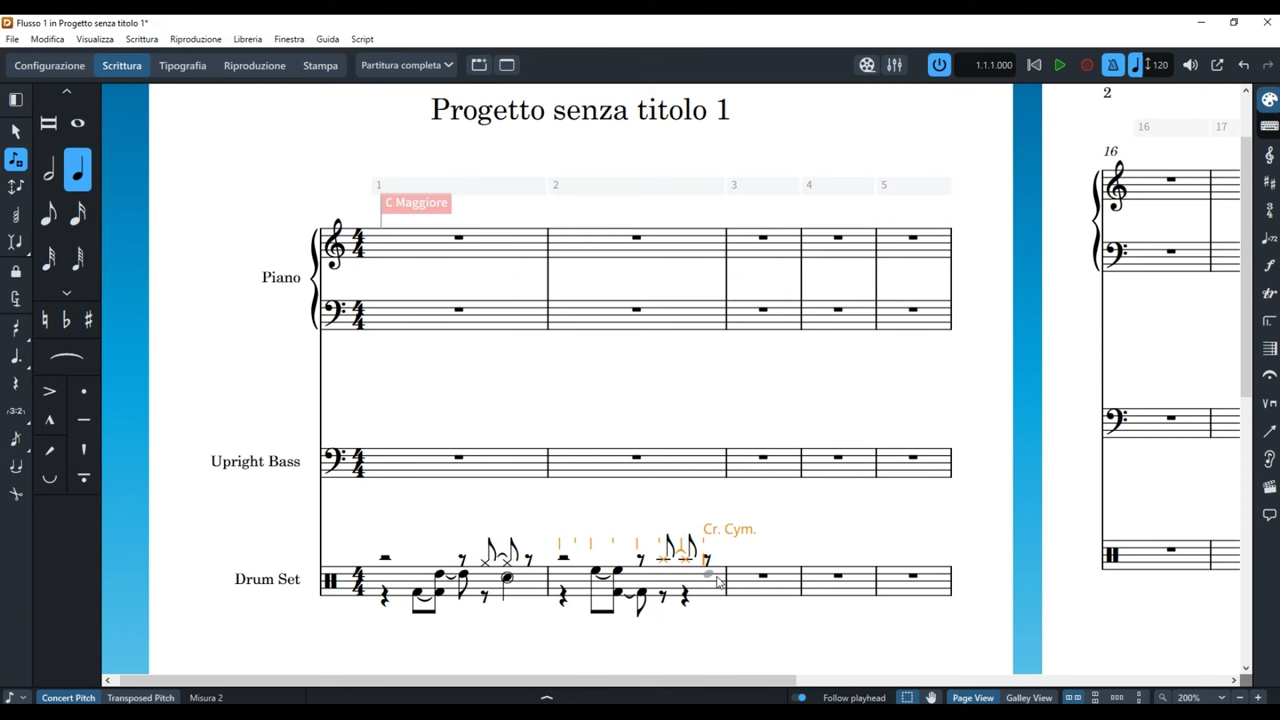 Flusso 1 in Progetto senza titolo 1*
File Modifica Visualizza Scrittura Riproduzione Libreria Finestra Guida Script
Configurazione Scrittura Tipografia Riproduzione Stampa Partitura completa 1.1.1.000 120
Progetto senza titolo 1
2
1 2 3 4 5 16 17
16
C Maggiore
Piano
Upright Bass
Cr. Cym.
Drum Set
Concert Pitch Transposed Pitch Misura 2 Follow playhead Page View Galley View 200%